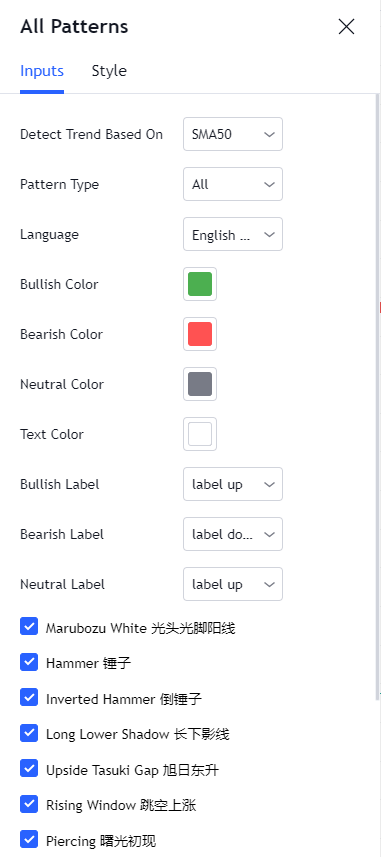 All Patterns
Inputs Style
Detect Trend Based On SMA50
Pattern Type All
Language English ...
Bullish Color
Bearish Color
Neutral Color
Text Color
Bullish Label label up
Bearish Label label do...
Neutral Label label up
Marubozu White 光头光脚阳线
Hammer 锤子
Inverted Hammer 倒锤子
Long Lower Shadow 长下影线
Upside Tasuki Gap 旭日东升
Rising Window 跳空上涨
Piercing 曙光初现